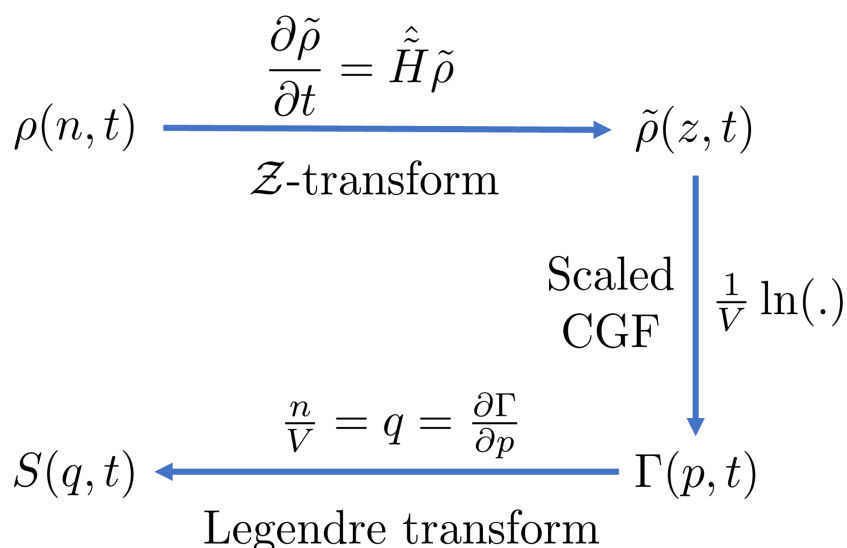 ∂ρ̃/∂t = H̃̂ρ̃
ρ(n, t) ρ̃(z, t)
𝒵-transform
Scaled
CGF
1/V ln(.)
n/V = q = ∂Γ/∂p
S(q, t) Γ(p, t)
Legendre transform